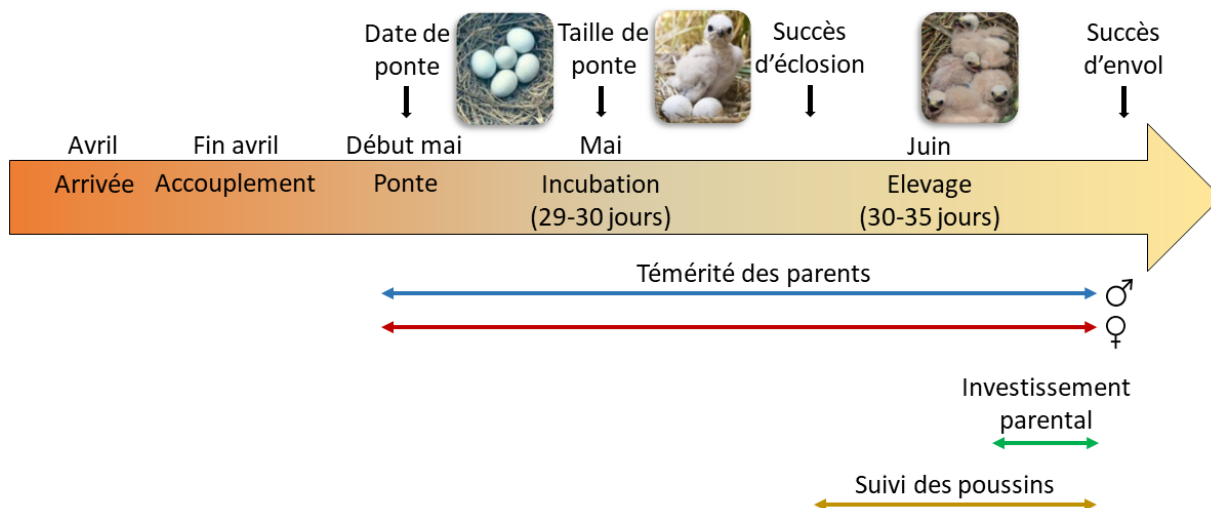 Date de
ponte
Taille de
ponte
Succès
d'éclosion
Succès
d'envol
Avril
Fin avril
Début mai
Mai
Juin
Arrivée
Accouplement
Ponte
Incubation
(29-30 jours)
Elevage
(30-35 jours)
Témérité des parents
♂
♀
Investissement
parental
Suivi des poussins